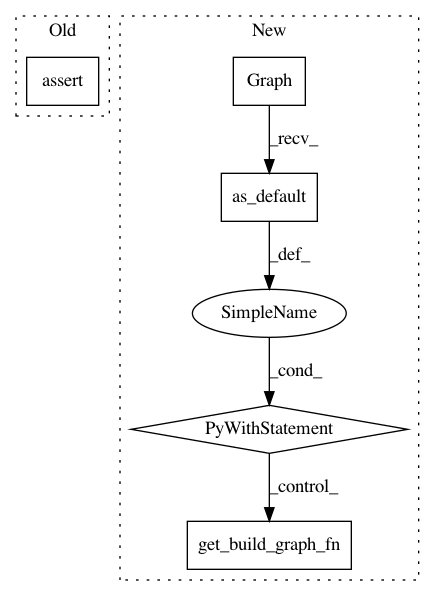 Old
New
assert
Graph
_recv_
as_default
_def_
SimpleName
_cond_
PyWithStatement
_control_
get_build_graph_fn